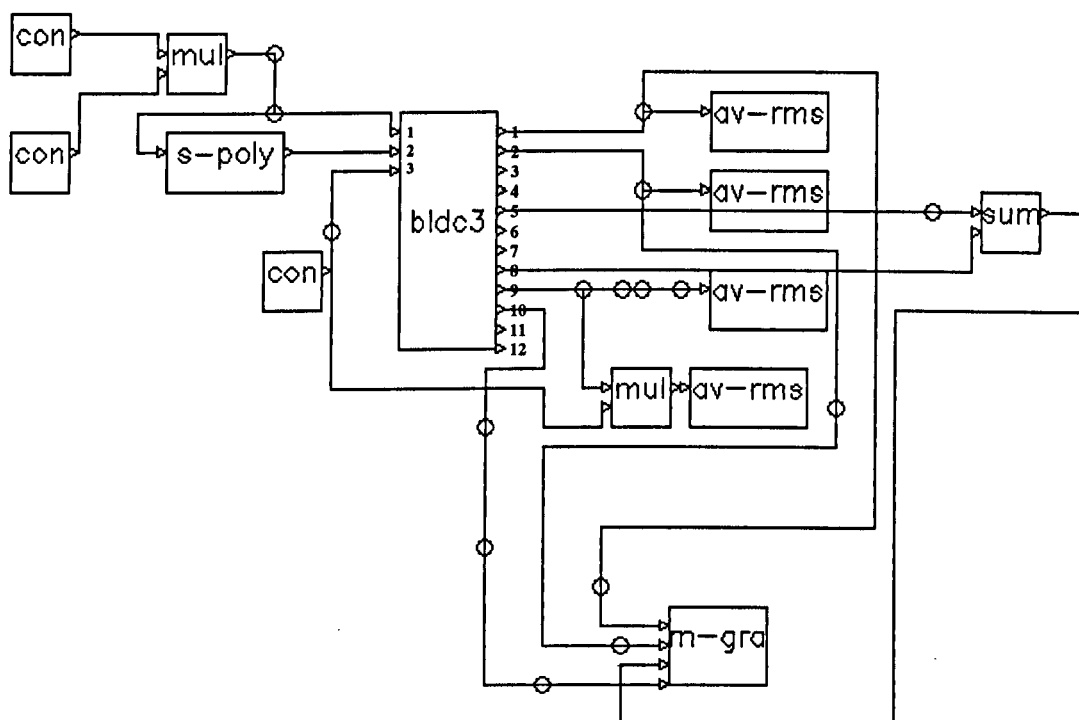 con
mul
con
s-poly
con
1
2
3
bldc3
1
2
3
4
5
6
7
8
9
10
11
12
av-rms
av-rms
av-rms
sum
mul
av-rms
m-gra